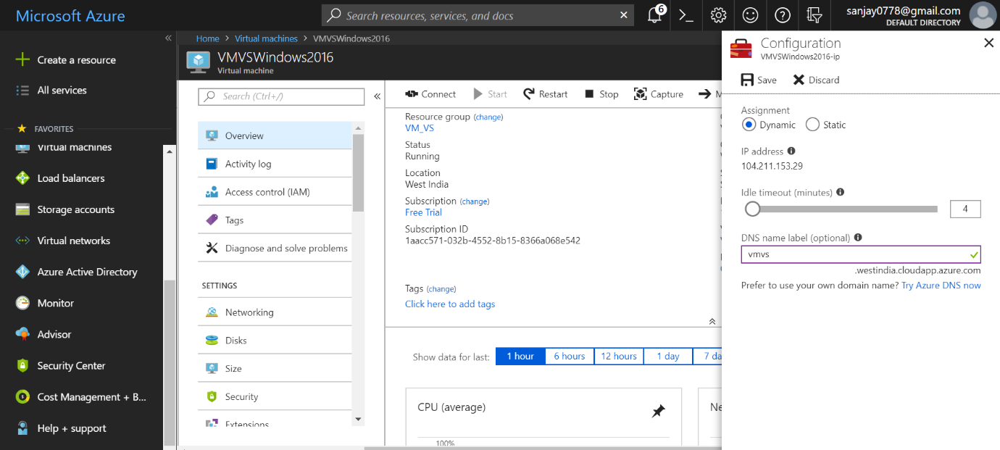 Microsoft Azure
Search resources, services, and docs
6
sanjay0778@gmail.com
DEFAULT DIRECTORY
Create a resource
All services
FAVORITES
Virtual machines
Load balancers
Storage accounts
Virtual networks
Azure Active Directory
Monitor
Advisor
Security Center
Cost Management + B...
Help + support
Home > Virtual machines > VMVSWindows2016
VMVSWindows2016
Virtual machine
Search (Ctrl+/)
Overview
Activity log
Access control (IAM)
Tags
Diagnose and solve problems
SETTINGS
Networking
Disks
Size
Security
Extensions
Connect Start Restart Stop Capture
Resource group (change)
VM_VS
Status
Running
Location
West India
Subscription (change)
Free Trial
Subscription ID
1aacc571-032b-4552-8b15-8366a068e542
Tags (change)
Click here to add tags
Show data for last: 1 hour 6 hours 12 hours 1 day 7 da
CPU (average)
100%
Ne
Configuration
VMVSWindows2016-ip
Save Discard
Assignment
Dynamic Static
IP address
104.211.153.29
Idle timeout (minutes)
4
DNS name label (optional)
vmvs
.westindia.cloudapp.azure.com
Prefer to use your own domain name? Try Azure DNS now